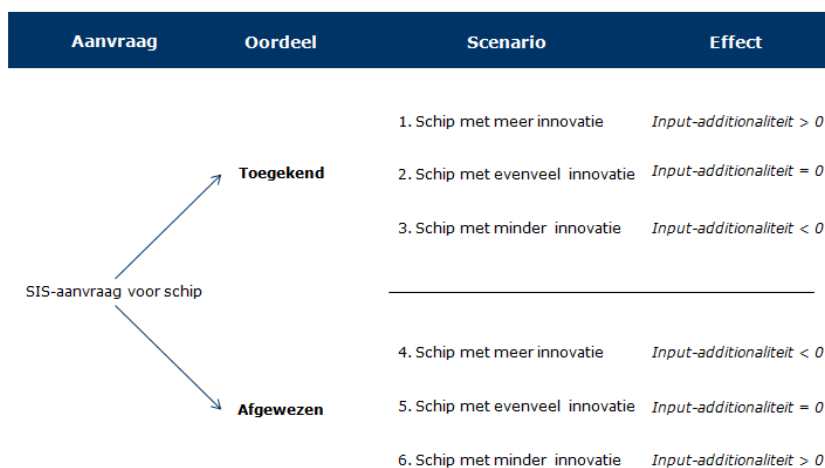 Aanvraag Oordeel Scenario Effect
1. Schip met meer innovatie Input-additionaliteit > 0
Toegekend 2. Schip met evenveel innovatie Input-additionaliteit = 0
3. Schip met minder innovatie Input-additionaliteit < 0
SIS-aanvraag voor schip
4. Schip met meer innovatie Input-additionaliteit < 0
Afgewezen 5. Schip met evenveel innovatie Input-additionaliteit = 0
6. Schip met minder innovatie Input-additionaliteit > 0